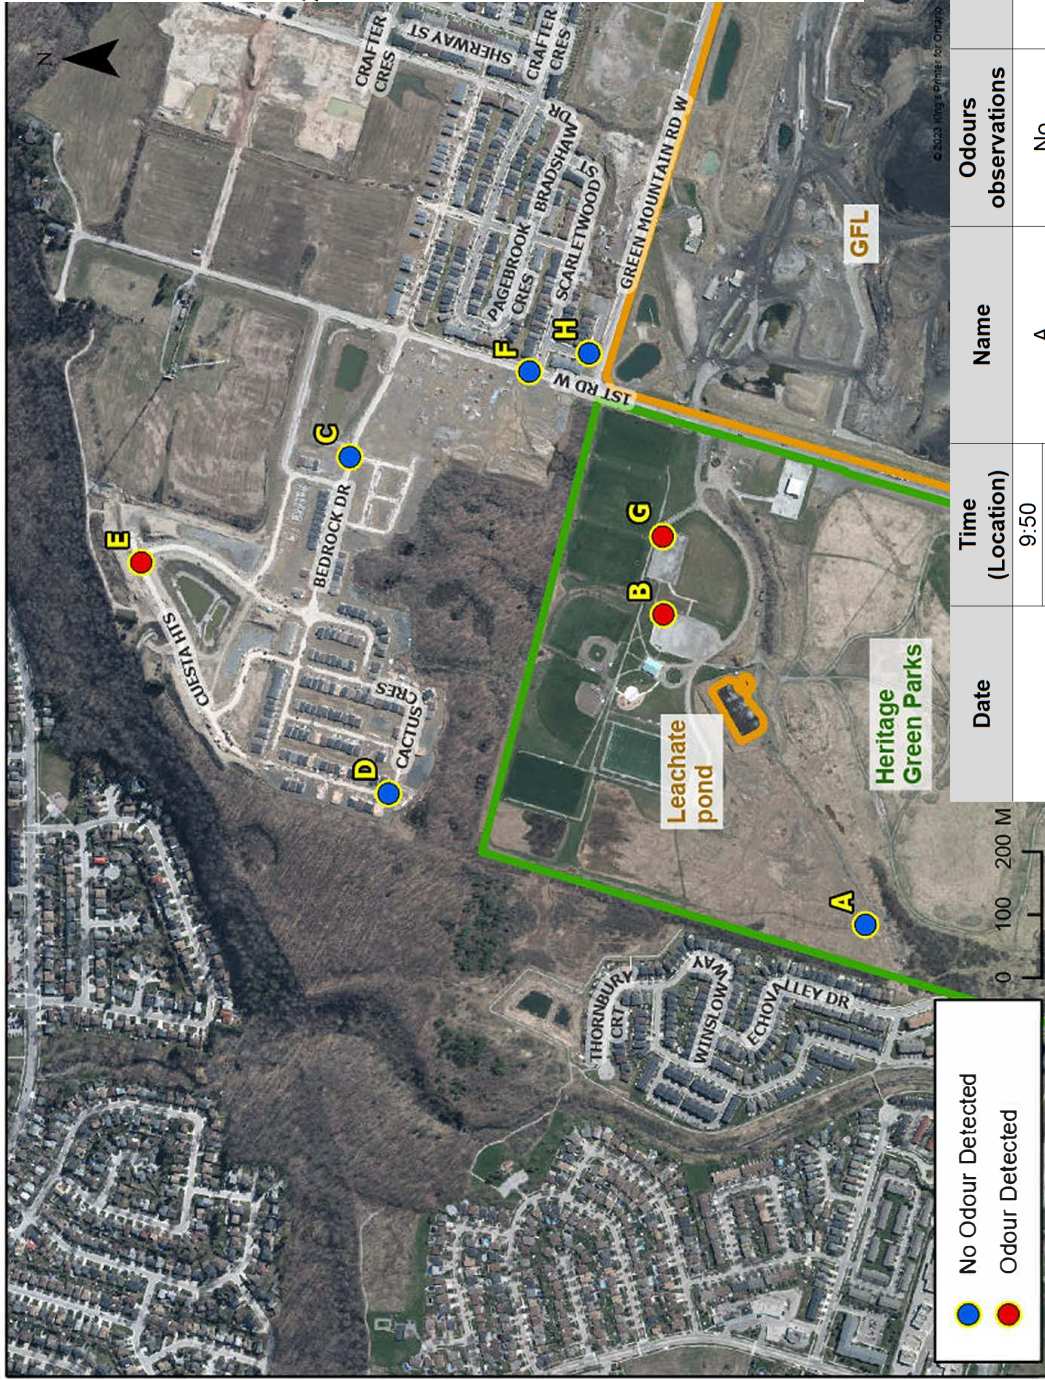 N
E
CUESTA HTS
C
BEDROCK DR
D
CRAFTER
CRES
SHERWAY ST
CACTUS CRES
F
PAGEBROOK
CRES
CRAFTER
CRES
BRADSHAW DR
H
SCARLETWOOD ST
1ST RD W
THORNBURY
CRT
B
G
GREEN MOUNTAIN RD W
Leachate
pond
WINSLOW WAY
ECHOVALLEY DR
A
GFL
Heritage
Green Parks
© 2023 King's Printer for Ontario
No Odour Detected
Odour Detected
0 100 200 M
Date
Time
(Location)
Name
Odours
observations
9:50
A
No